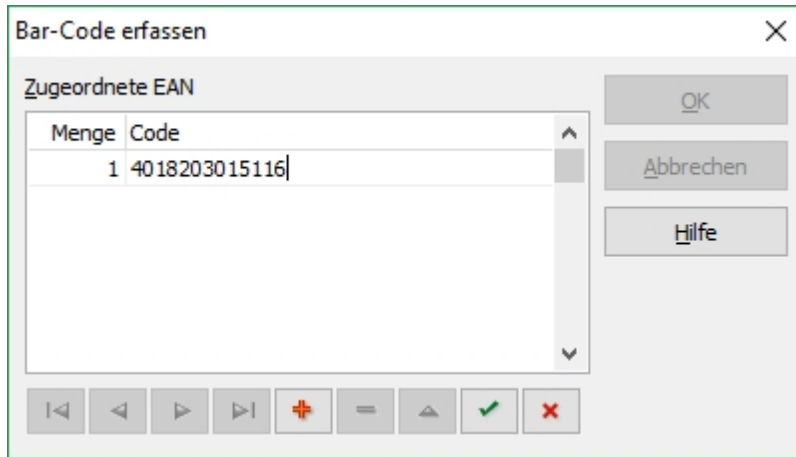 Bar-Code erfassen
Zugeordnete EAN
Menge Code
1 4018203015116
OK
Abbrechen
Hilfe